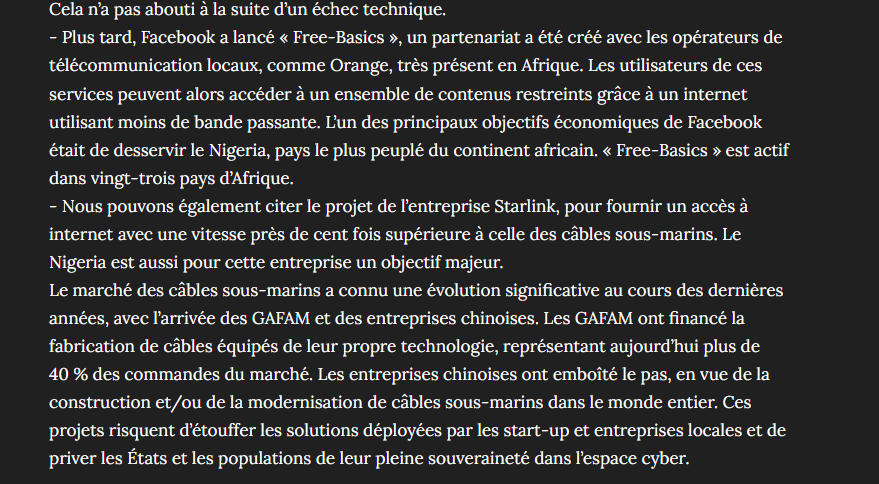 Cela n’a pas abouti à la suite d’un échec technique.
- Plus tard, Facebook a lancé « Free-Basics », un partenariat a été créé avec les opérateurs de
télécommunication locaux, comme Orange, très présent en Afrique. Les utilisateurs de ces
services peuvent alors accéder à un ensemble de contenus restreints grâce à un internet
utilisant moins de bande passante. L’un des principaux objectifs économiques de Facebook
était de desservir le Nigeria, pays le plus peuplé du continent africain. « Free-Basics » est actif
dans vingt-trois pays d’Afrique.
- Nous pouvons également citer le projet de l’entreprise Starlink, pour fournir un accès à
internet avec une vitesse près de cent fois supérieure à celle des câbles sous-marins. Le
Nigeria est aussi pour cette entreprise un objectif majeur.
Le marché des câbles sous-marins a connu une évolution significative au cours des dernières
années, avec l’arrivée des GAFAM et des entreprises chinoises. Les GAFAM ont financé la
fabrication de câbles équipés de leur propre technologie, représentant aujourd’hui plus de
40 % des commandes du marché. Les entreprises chinoises ont emboîté le pas, en vue de la
construction et/ou de la modernisation de câbles sous-marins dans le monde entier. Ces
projets risquent d’étouffer les solutions déployées par les start-up et entreprises locales et de
priver les États et les populations de leur pleine souveraineté dans l’espace cyber.